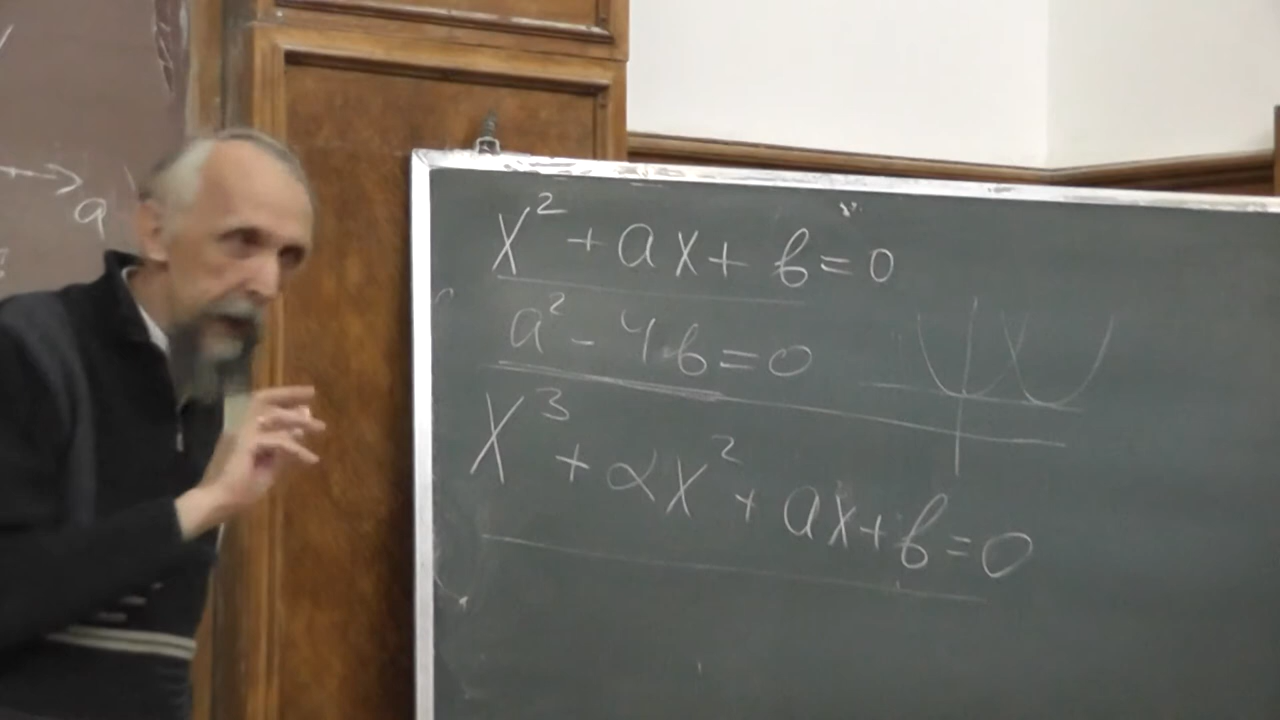 a
x² + ax + b = 0
a² - 4b = 0
x³ + αx² + ax + b = 0